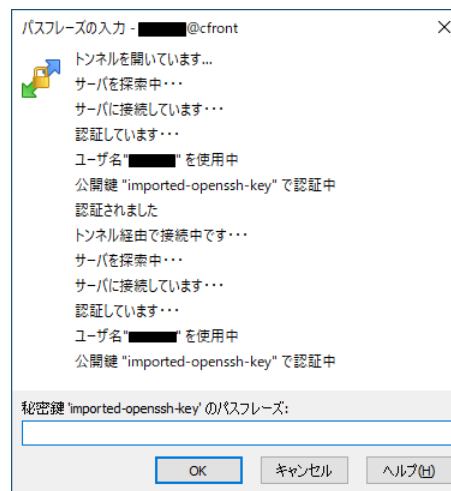 パスフレーズの入力 - @cfront
トンネルを開いています...
サーバを探索中・・・
サーバに接続しています・・・
認証しています・・・
ユーザ名"" を使用中
公開鍵 "imported-openssh-key" で認証中
認証されました
トンネル経由で接続中です・・・
サーバを探索中・・・
サーバに接続しています・・・
認証しています・・・
ユーザ名"" を使用中
公開鍵 "imported-openssh-key" で認証中
秘密鍵 'imported-openssh-key' のパスフレーズ:
OK キャンセル ヘルプ(H)